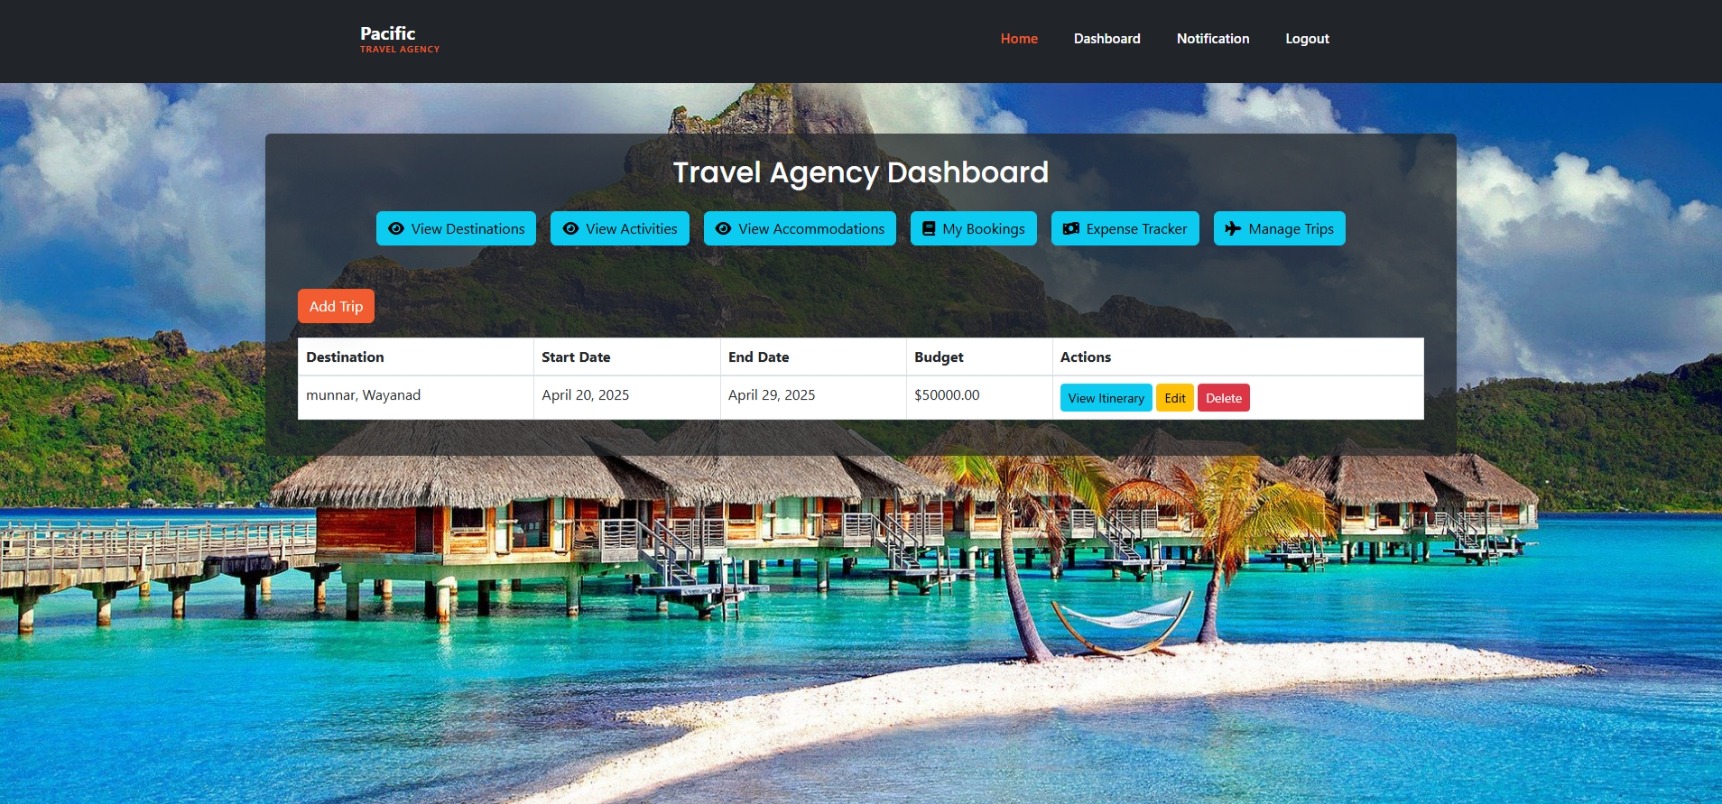 Pacific
TRAVEL AGENCY
Home Dashboard Notification Logout
Travel Agency Dashboard
View Destinations View Activities View Accommodations My Bookings Expense Tracker Manage Trips
Add Trip
Destination Start Date End Date Budget Actions
munnar, Wayanad April 20, 2025 April 29, 2025 $50000.00 View Itinerary Edit Delete